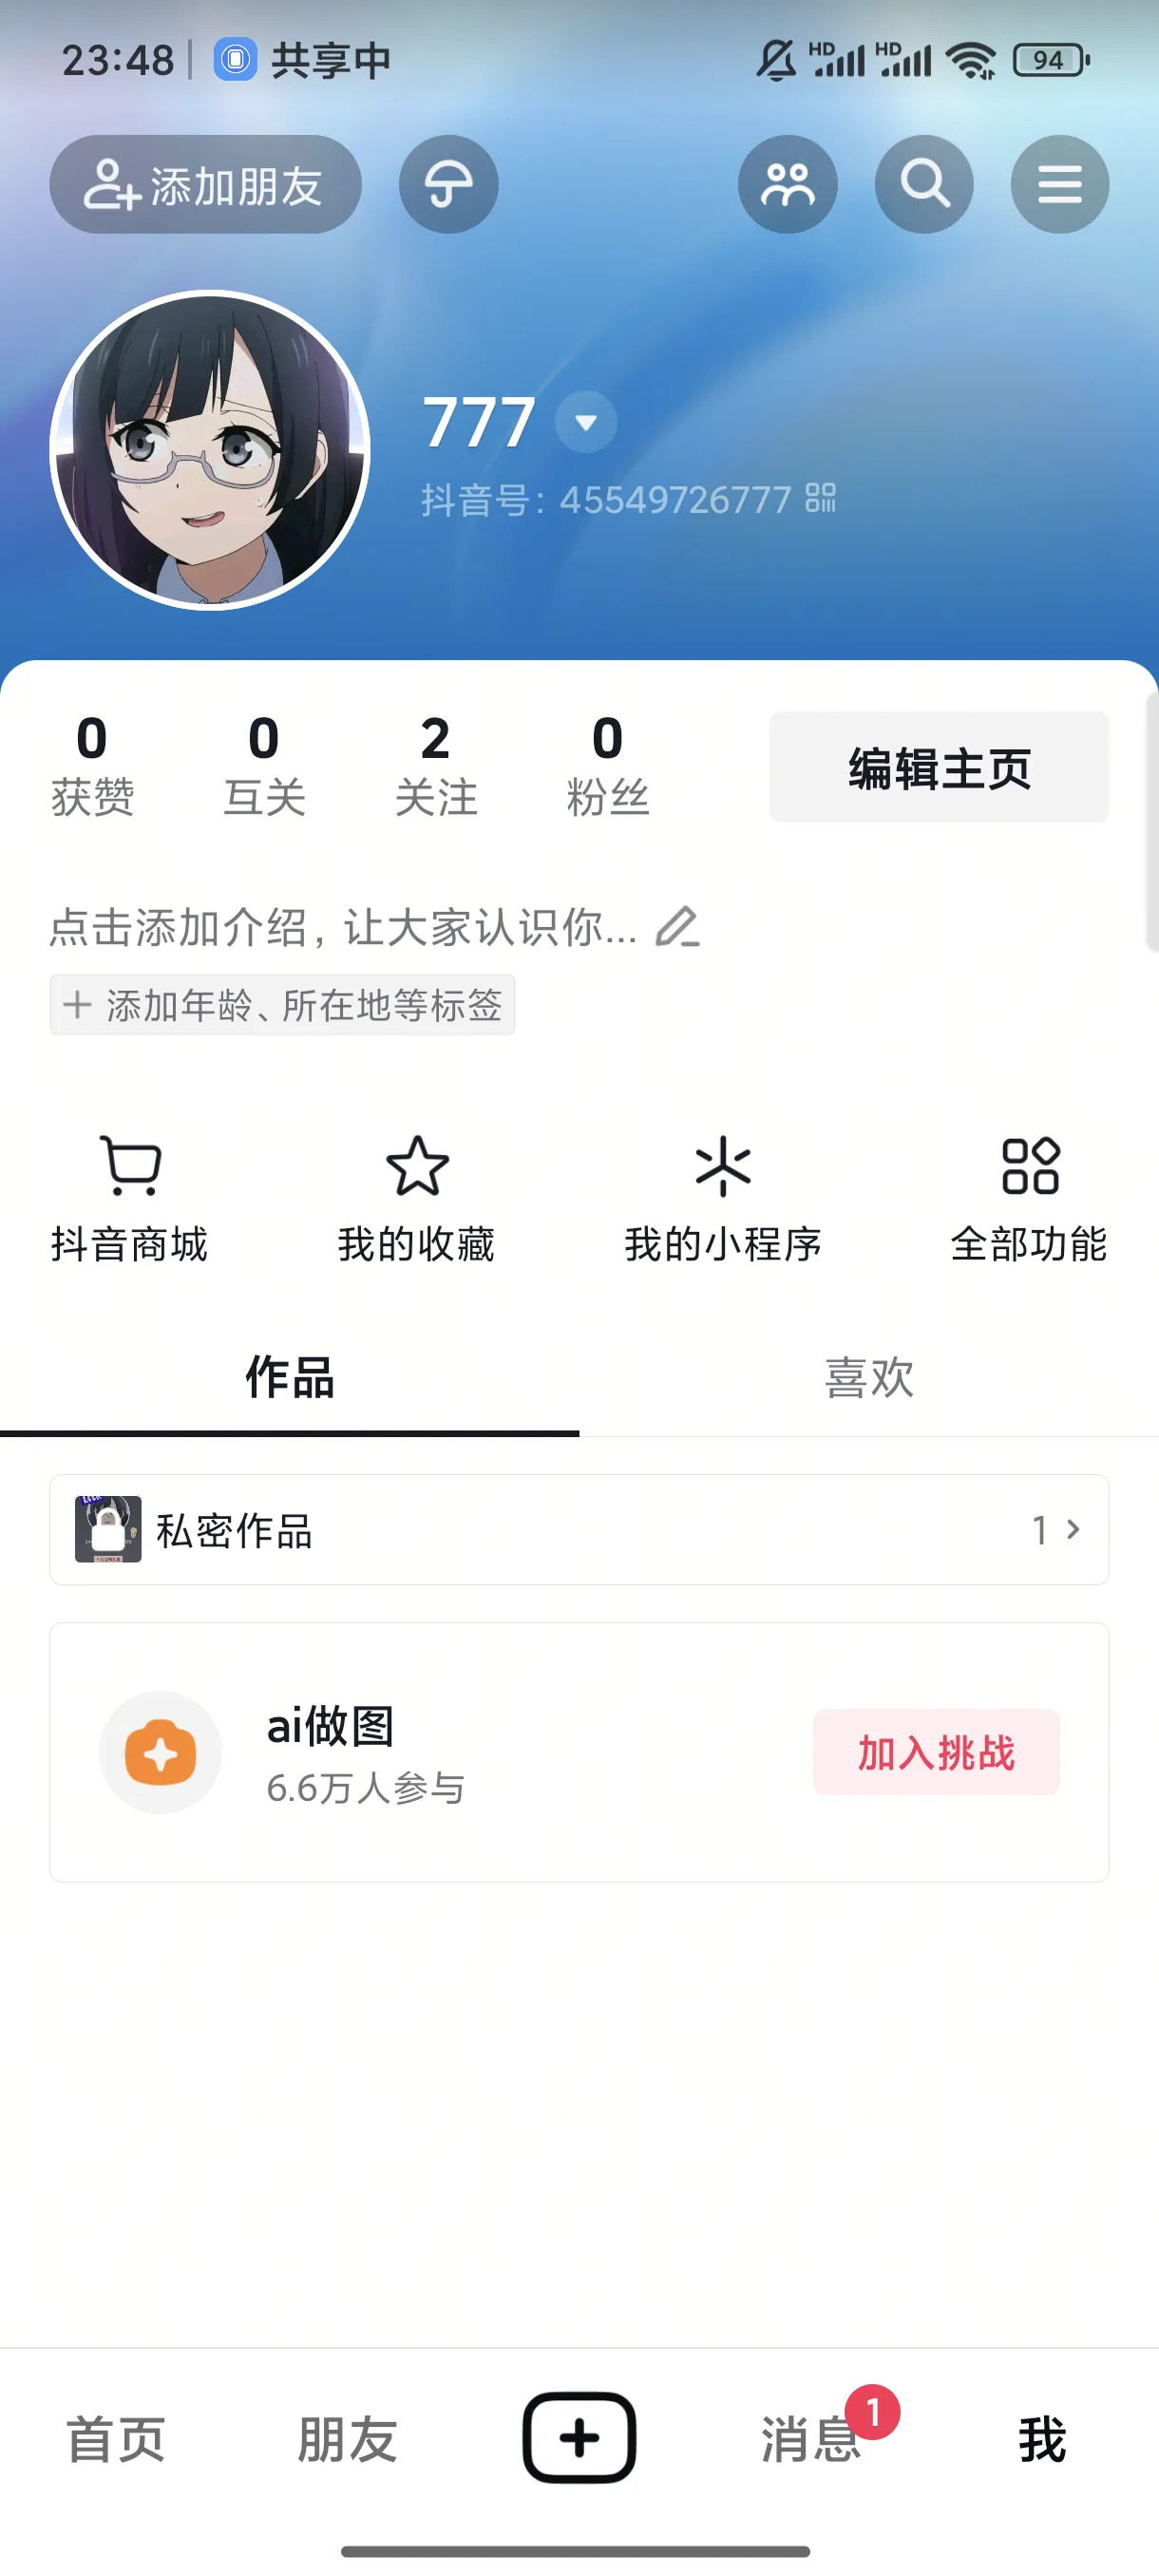 23:48 共享中 HD HD 94
添加朋友
777
抖音号: 45549726777
0 0 2 0
获赞 互关 关注 粉丝
编辑主页
点击添加介绍, 让大家认识你...
+ 添加年龄、所在地等标签
抖音商城 我的收藏 我的小程序 全部功能
作品 喜欢
私密作品 1
ai做图
6.6万人参与
加入挑战
首页 朋友 消息 1 我